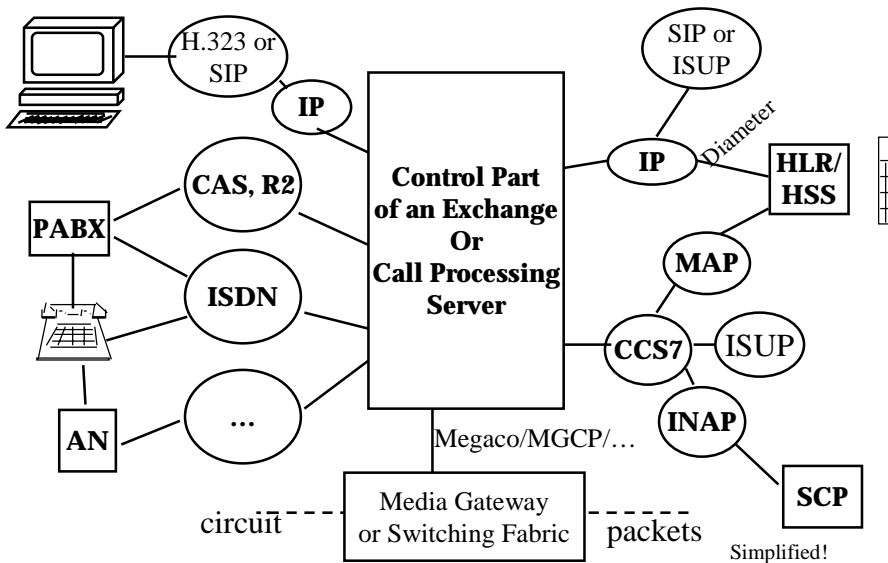 H.323 or
SIP
IP
SIP or
ISUP
IP
Diameter
HLR/
HSS
CAS, R2
Control Part
of an Exchange
Or
Call Processing
Server
PABX
MAP
ISDN
CCS7
ISUP
...
INAP
AN
Megaco/MGCP/...
SCP
Media Gateway
or Switching Fabric
circuit
packets
Simplified!